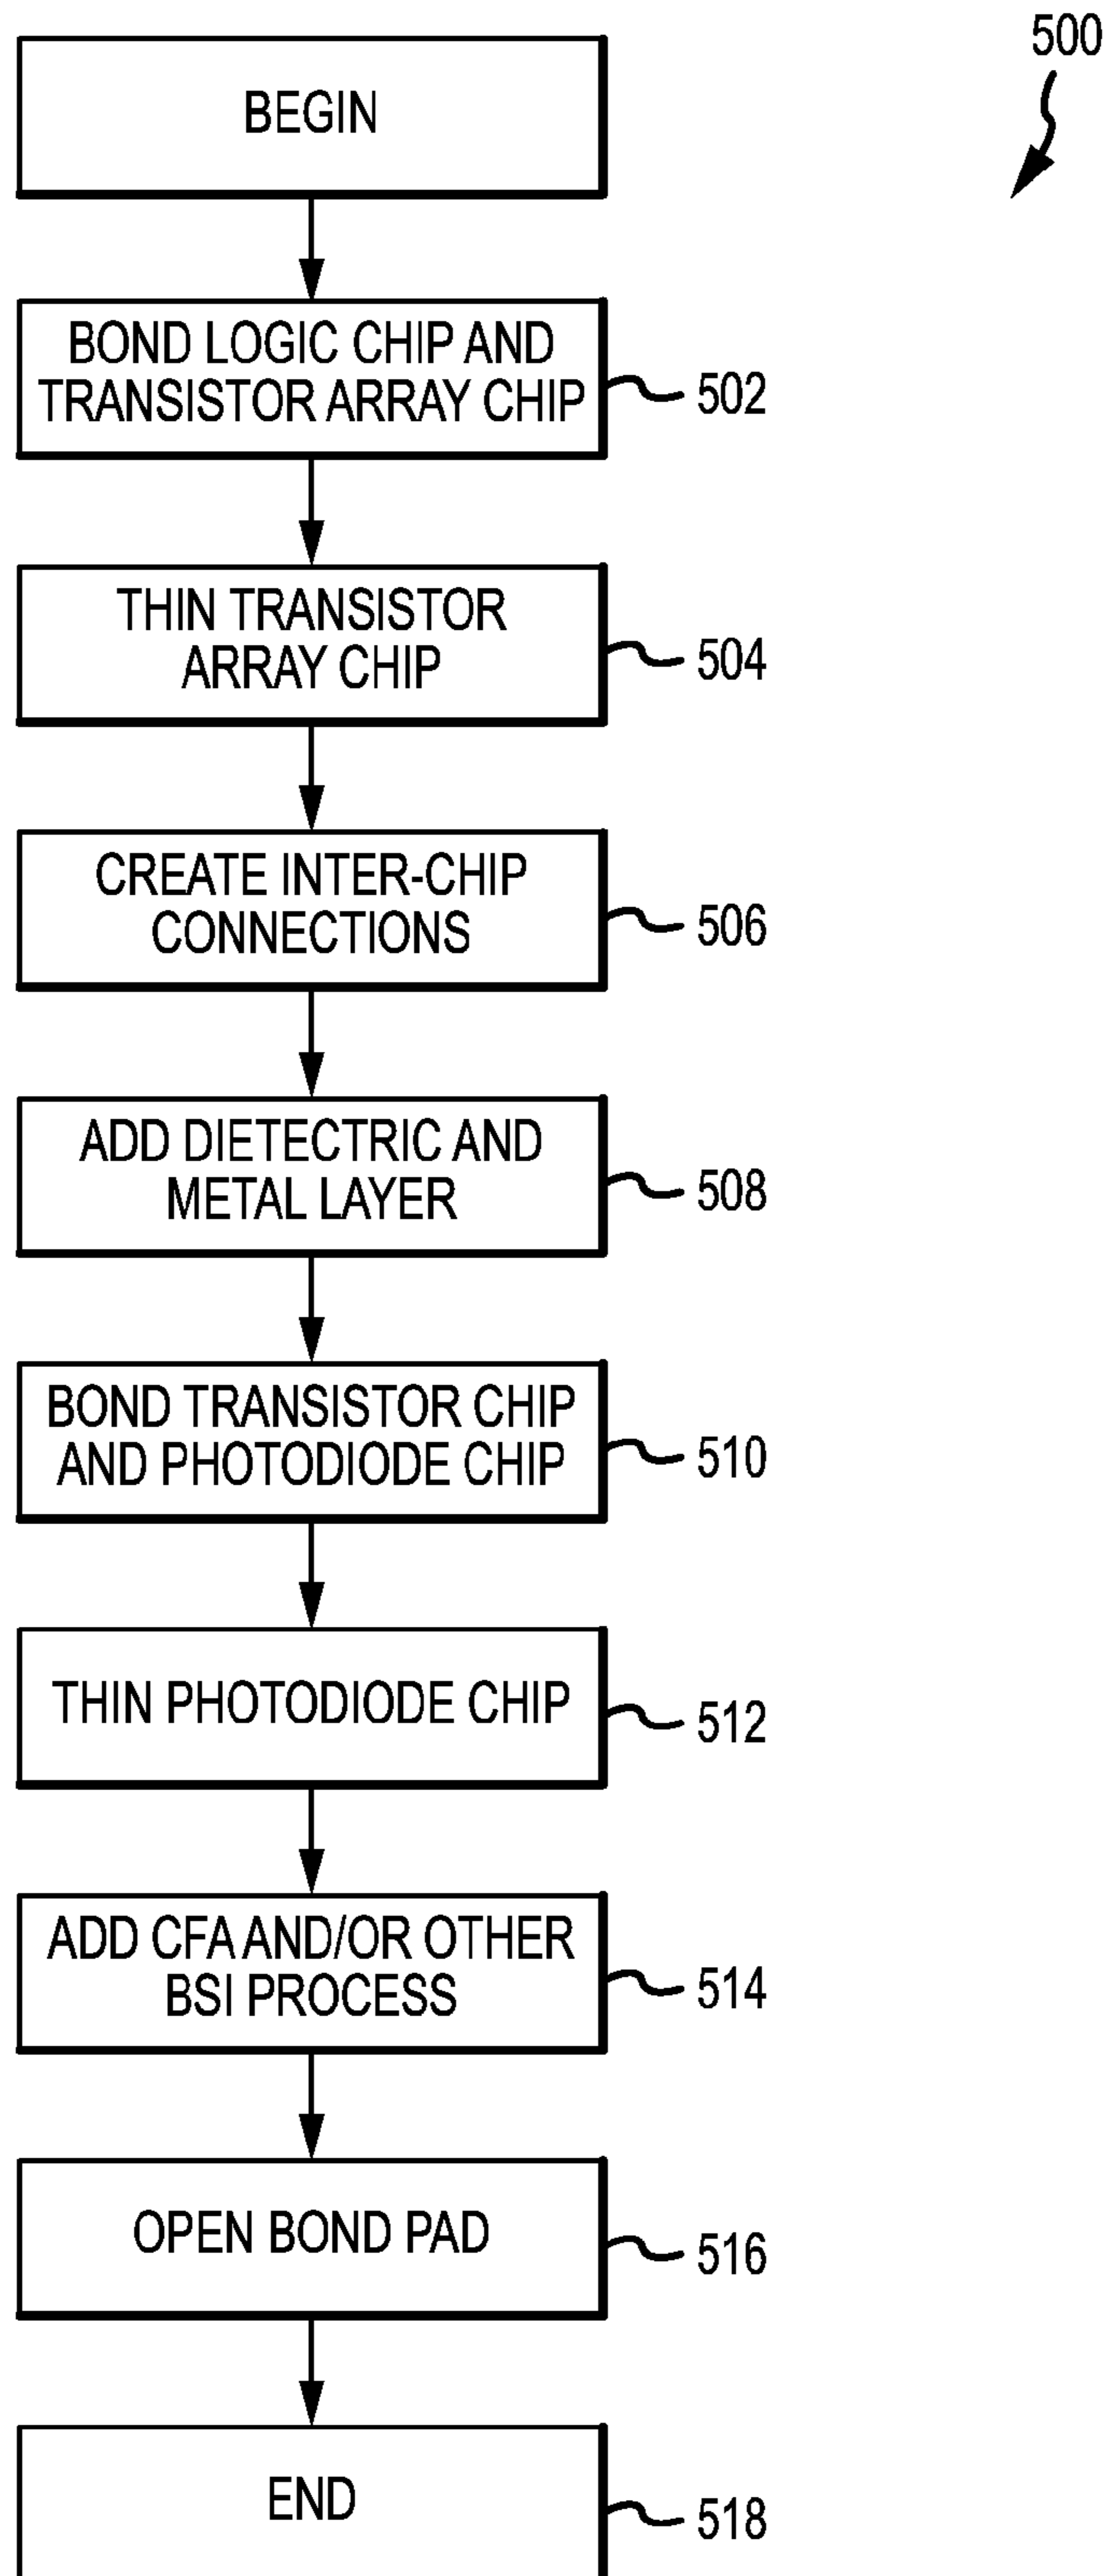 500
BEGIN
BOND LOGIC CHIP AND
TRANSISTOR ARRAY CHIP
502
THIN TRANSISTOR
ARRAY CHIP
504
CREATE INTER-CHIP
CONNECTIONS
506
ADD DIETECTRIC AND
METAL LAYER
508
BOND TRANSISTOR CHIP
AND PHOTODIODE CHIP
510
THIN PHOTODIODE CHIP
512
ADD CFA AND/OR OTHER
BSI PROCESS
514
OPEN BOND PAD
516
END
518